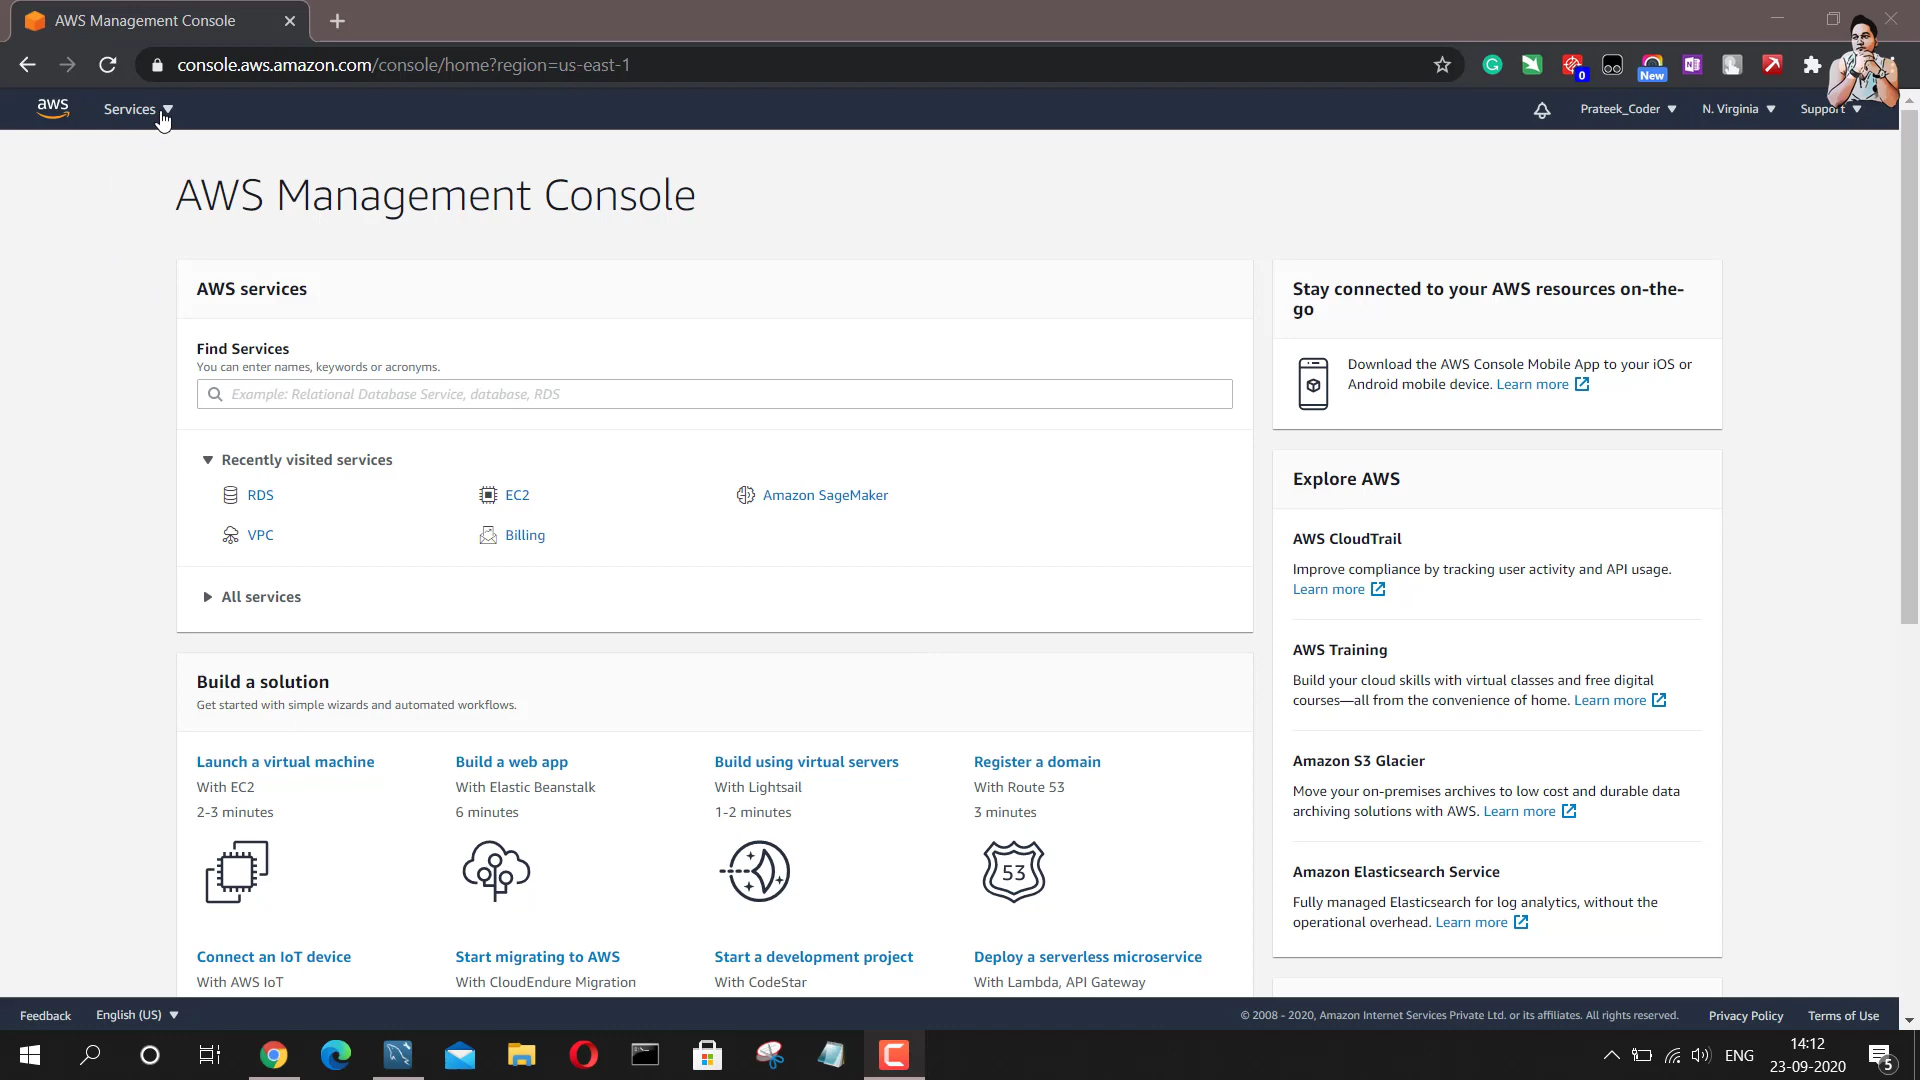 AWS Management Console
console.aws.amazon.com/console/home?region=us-east-1
0
New
aws
Services
Prateek_Coder
N. Virginia
Support
AWS Management Console
AWS services
Find Services
You can enter names, keywords or acronyms.
Example: Relational Database Service, database, RDS
Recently visited services
RDS
EC2
Amazon SageMaker
VPC
Billing
All services
Build a solution
Get started with simple wizards and automated workflows.
Launch a virtual machine
With EC2
2-3 minutes
Build a web app
With Elastic Beanstalk
6 minutes
Build using virtual servers
With Lightsail
1-2 minutes
Register a domain
With Route 53
3 minutes
53
Connect an IoT device
With AWS IoT
Start migrating to AWS
With CloudEndure Migration
Start a development project
With CodeStar
Deploy a serverless microservice
With Lambda, API Gateway
Stay connected to your AWS resources on-the-
go
Download the AWS Console Mobile App to your iOS or
Android mobile device. Learn more
Explore AWS
AWS CloudTrail
Improve compliance by tracking user activity and API usage.
Learn more
AWS Training
Build your cloud skills with virtual classes and free digital
courses—all from the convenience of home. Learn more
Amazon S3 Glacier
Move your on-premises archives to low cost and durable data
archiving solutions with AWS. Learn more
Amazon Elasticsearch Service
Fully managed Elasticsearch for log analytics, without the
operational overhead. Learn more
Feedback
English (US)
© 2008 - 2020, Amazon Internet Services Private Ltd. or its affiliates. All rights reserved.
Privacy Policy
Terms of Use
ENG
14:12
23-09-2020
5